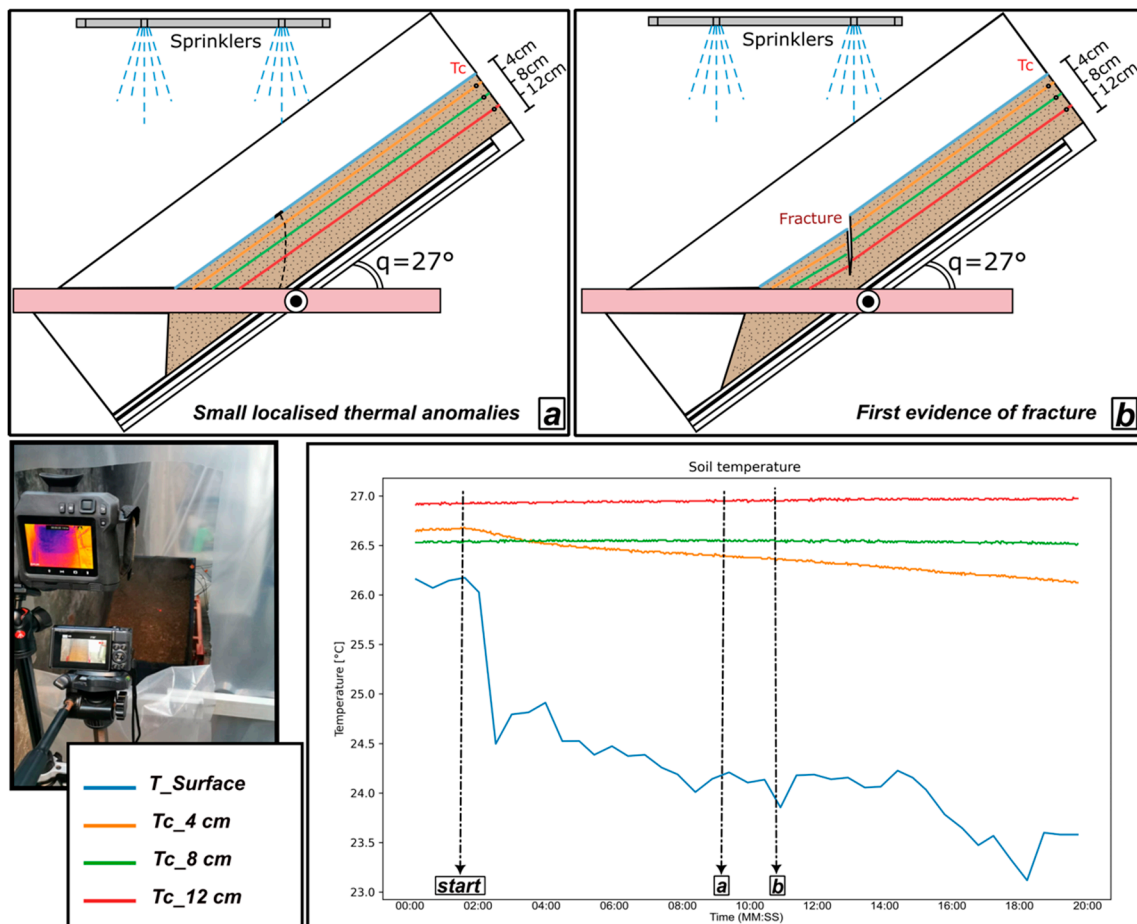 Sprinklers
Tc
4cm
8cm
12cm
q=27°
Small localised thermal anomalies
a
Sprinklers
Tc
4cm
8cm
12cm
Fracture
q=27°
First evidence of fracture
b
T_Surface
Tc_4 cm
Tc_8 cm
Tc_12 cm
Soil temperature
Temperature [°C]
27.0
26.5
26.0
25.5
25.0
24.5
24.0
23.5
23.0
start
a
b
00:00 02:00 04:00 06:00 08:00 10:00 12:00 14:00 16:00 18:00 20:00
Time (MM:SS)